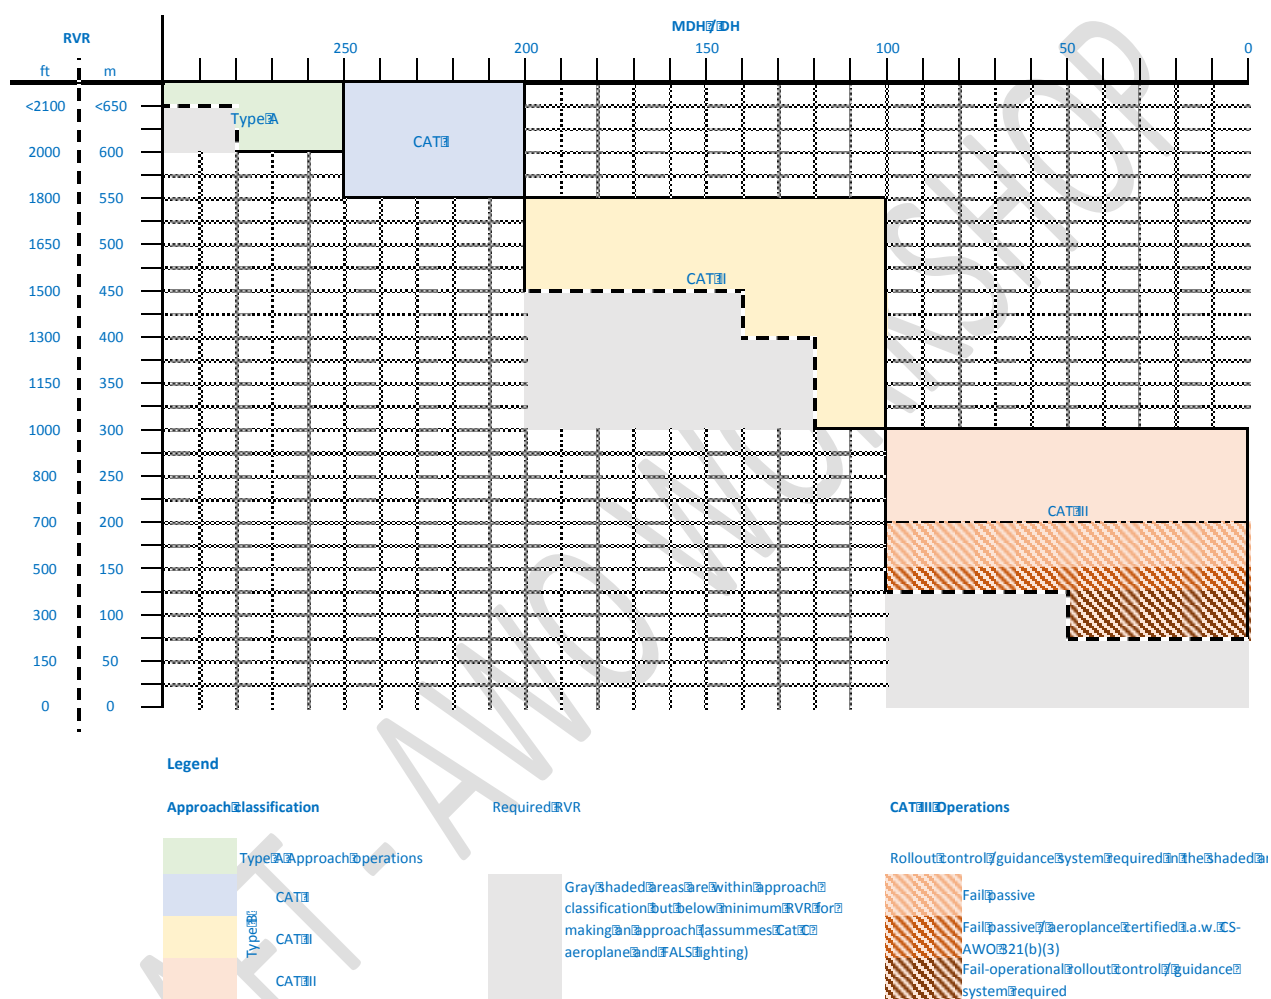 MDH / DH
RVR
250 200 150 100 50 0
ft m
<2100 <650
Type A
2000 600
CAT I
1800 550
1650 500
CAT II
1500 450
1300 400
1150 350
1000 300
800 250
CAT III
700 200
500 150
300 100
150 50
0 0
Legend
Approach classification
Required RVR
CAT III Operations
Type A Approach operations
Rollout control / guidance system required in the shaded
CAT I
Type B
CAT II
CAT III
Gray shaded areas are within approach
classification but below minimum RVR for
making an approach (assummes Cat C
aeroplane and FALS lighting)
Fail passive
Fail passive / aeroplance certified i.a.w. CS-
AWO 321(b)(3)
Fail-operational rollout control / guidance
system required
- AWO WORKSHOP